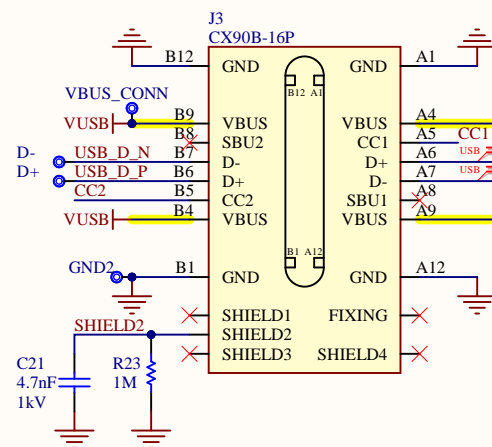 J3
CX90B-16P
B12 GND GND A1
B12 A1
VBUS_CONN
VUSB B9 VBUS VBUS A4
B8 SBU2 CC1 A5 CC1
D- USB_D_N B7 D- D+ A6 USB
D+ USB_D_P B6 D+ D- A7 USB
CC2 B5 CC2 SBU1 A8
VUSB B4 VBUS VBUS A9
B1 A12
GND2 B1 GND GND A12
SHIELD1 FIXING
SHIELD2 SHIELD2
SHIELD3 SHIELD4
C21
4.7nF
1kV
R23
1M